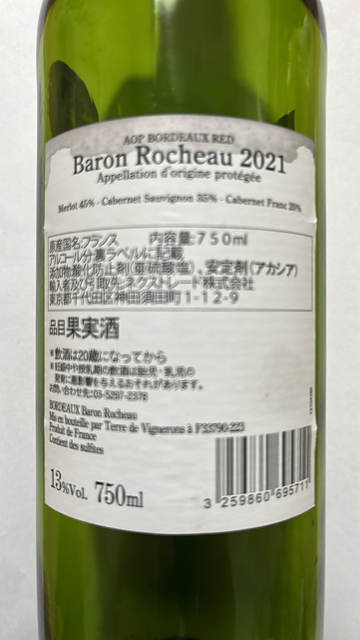 AOP BORDEAUX RED
Baron Rocheau 2021
Appellation d'origine protégée
Merlot 45% - Cabernet Sauvignon 35% - Cabernet Franc 20%
原産国名:フランス 内容量:750ml
アルコール分:裏ラベルに記載
添加物:酸化防止剤(亜硫酸塩)、安定剤(アカシア)
輸入者及び引取先:ネクストレード株式会社
東京都千代田区神田須田町1-12-9
品目果実酒
※飲酒は20歳になってから
※妊娠中や授乳期の飲酒は胎児・乳児の
発育に悪影響を与えるおそれがあります。
お問い合わせ先:03-5297-2378
BORDEAUX Baron Rocheau
Mis en bouteille par Terre de Vignerons à F33790-223
Produit de France
Contient des sulfites
13%Vol. 750ml
3 259860 695711